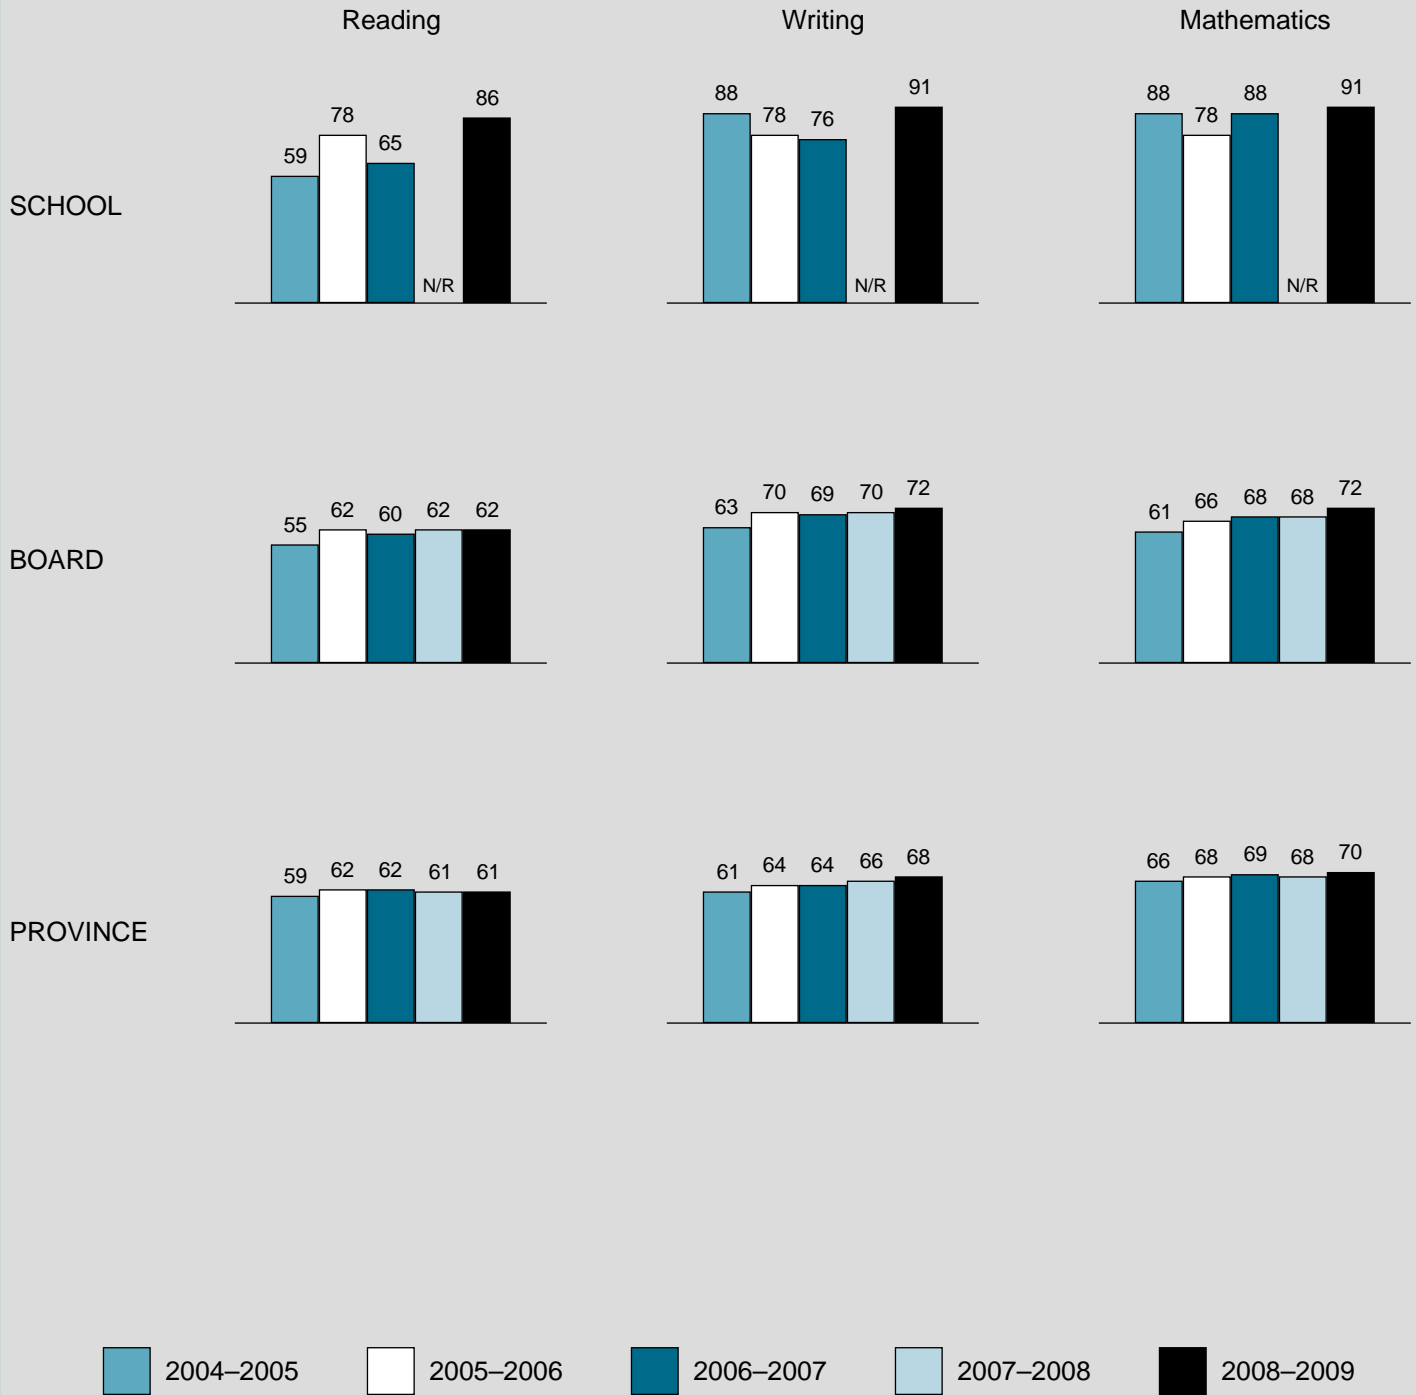 Reading Writing Mathematics
SCHOOL
59 78 65 N/R 86
88 78 76 N/R 91
88 78 88 N/R 91
BOARD
55 62 60 62 62
63 70 69 70 72
61 66 68 68 72
PROVINCE
59 62 62 61 61
61 64 64 66 68
66 68 69 68 70
2004–2005 2005–2006 2006–2007 2007–2008 2008–2009